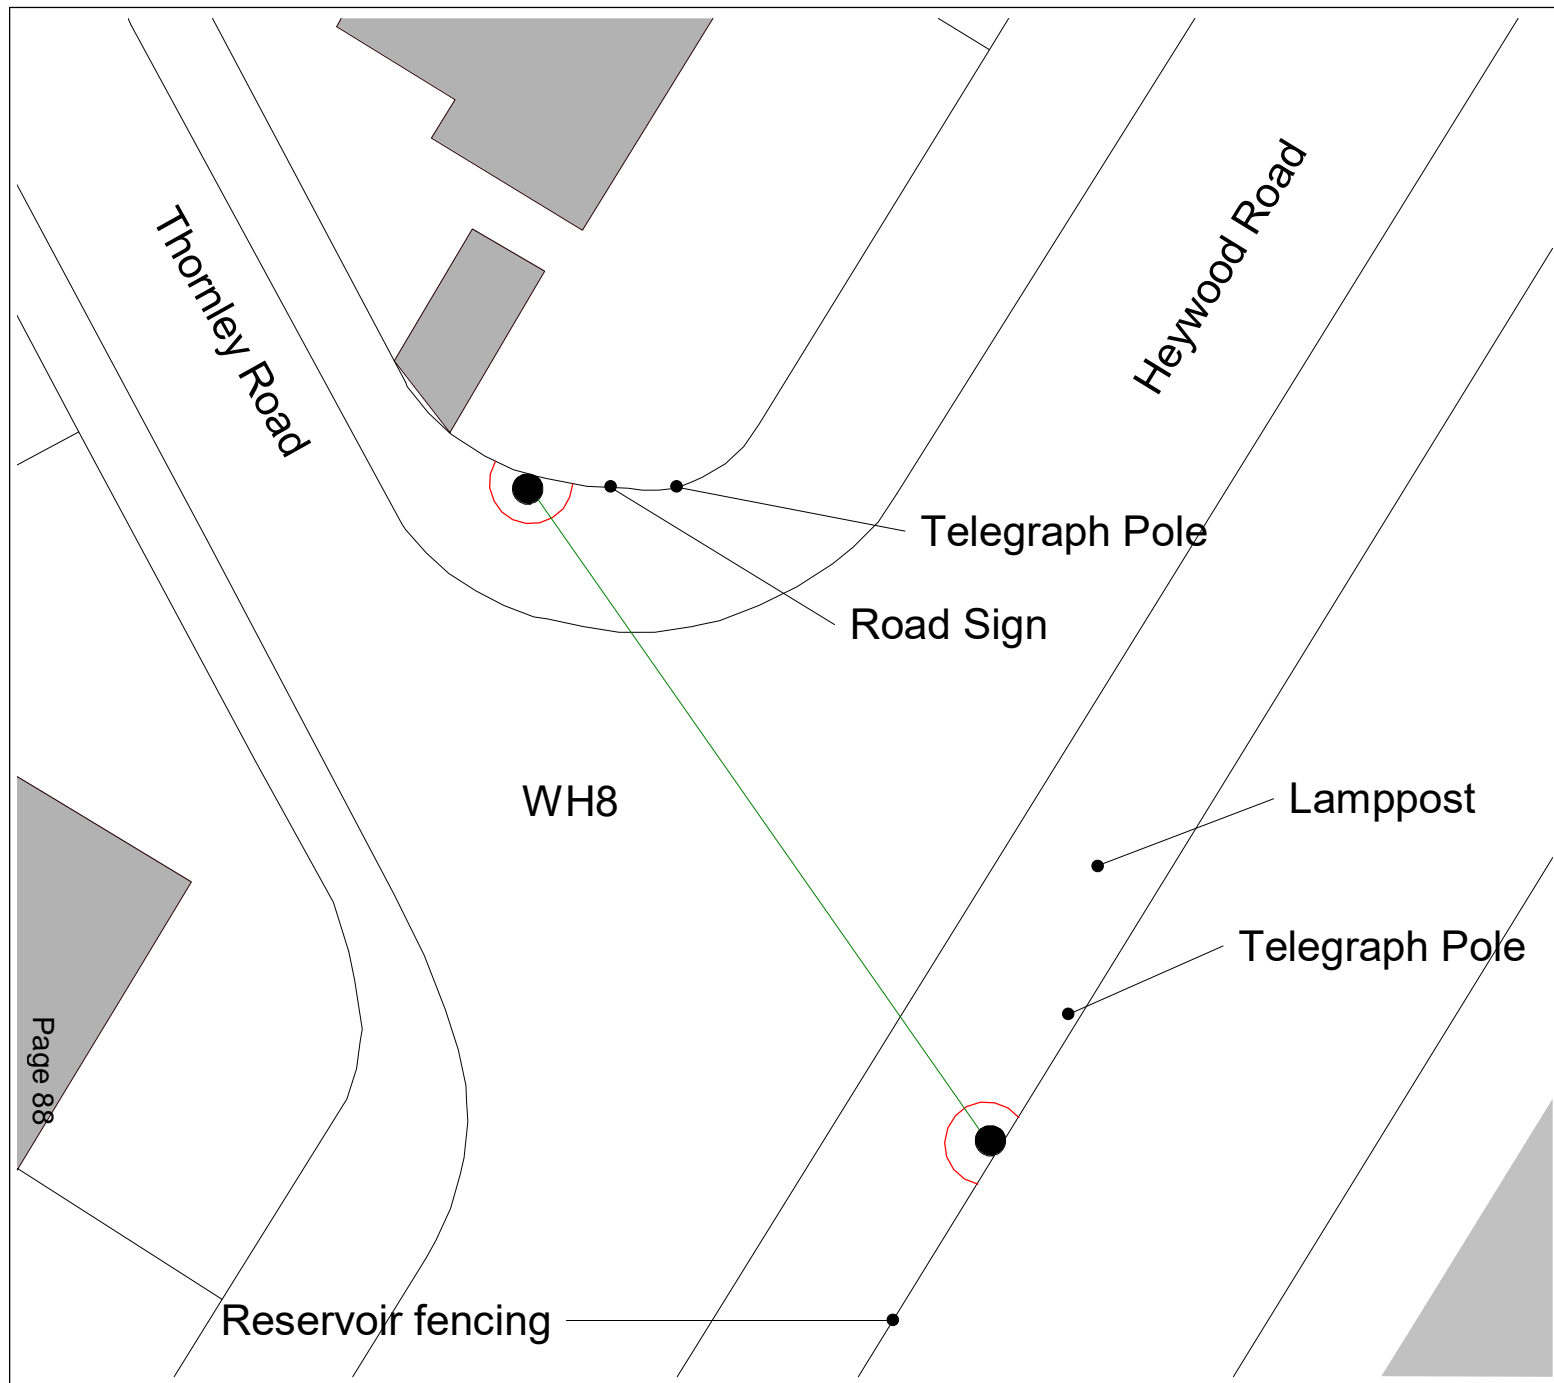 Thornley Road
Heywood Road
Telegraph Pole
Road Sign
WH8
Lamppost
Telegraph Pole
Page 88
Reservoir fencing